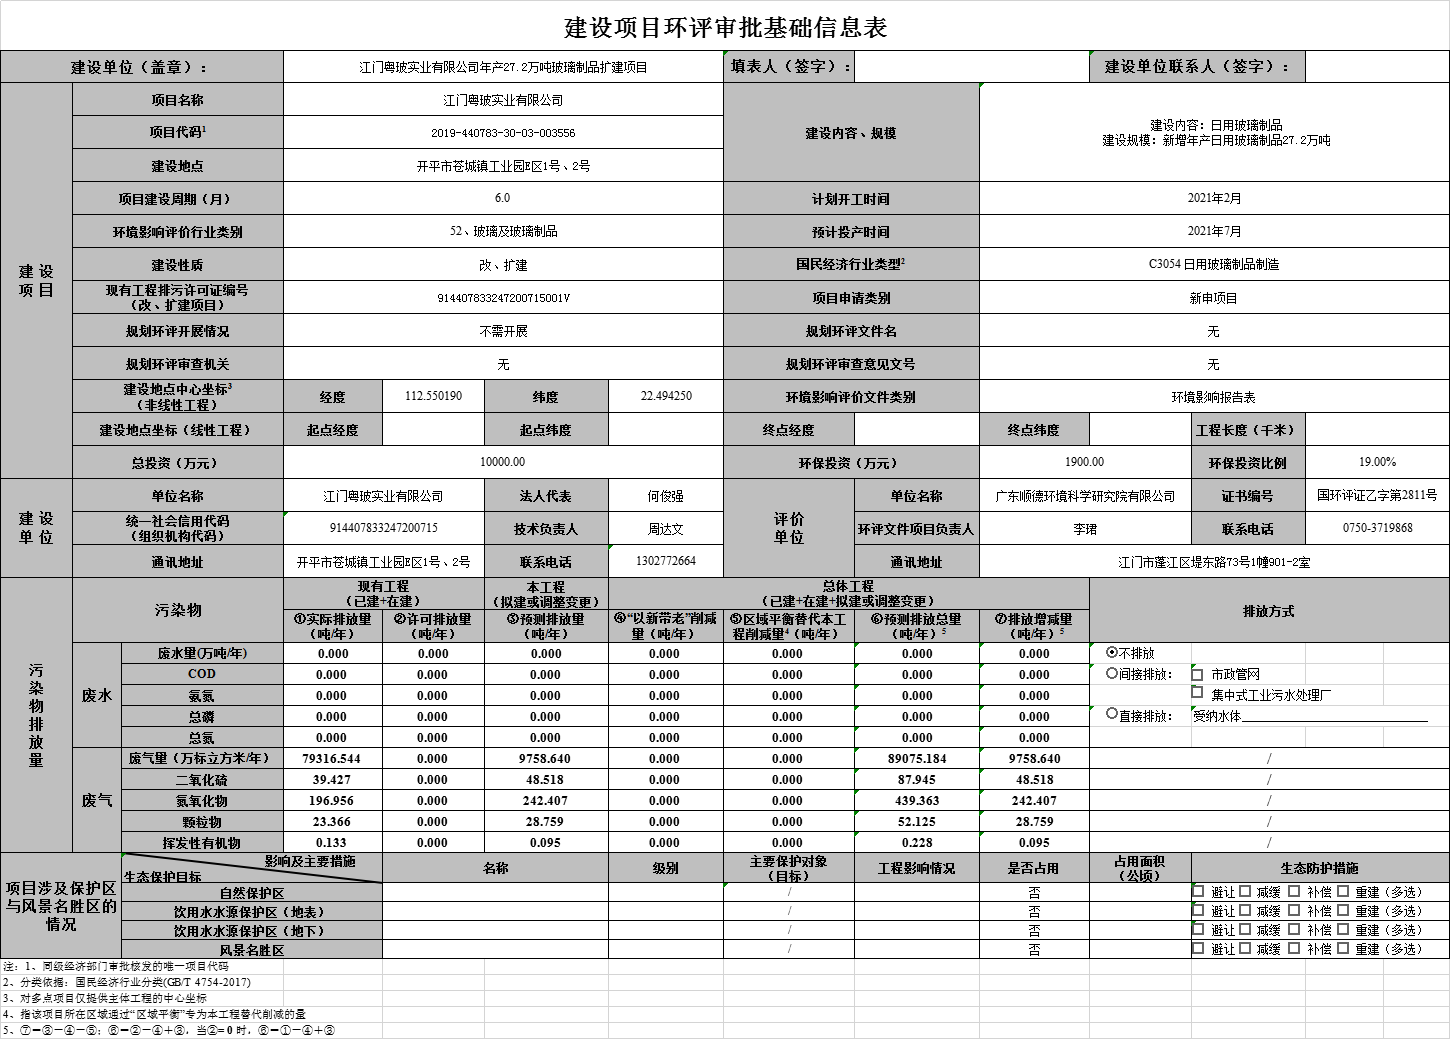 建设项目环评审批基础信息表
建设单位（盖章）： 江门粤玻实业有限公司年产27.2万吨玻璃制品扩建项目 填表人（签字）： 建设单位联系人（签字）：
建设项目
项目名称 江门粤玻实业有限公司 建设内容、规模 建设内容：日用玻璃制品
建设规模：新增年产日用玻璃制品27.2万吨
项目代码1 2019-440783-30-03-003556
建设地点 开平市苍城镇工业园E区1号、2号
项目建设周期（月） 6.0 计划开工时间 2021年2月
环境影响评价行业类别 52、玻璃及玻璃制品 预计投产时间 2021年7月
建设性质 改、扩建 国民经济行业类型2 C3054 日用玻璃制品制造
现有工程排污许可证编号
（改、扩建项目） 914407833247200715001V 项目申请类别 新申项目
规划环评开展情况 不需开展 规划环评文件名 无
规划环评审查机关 无 规划环评审查意见文号 无
建设地点中心坐标3
（非线性工程） 经度 112.550190 纬度 22.494250 环境影响评价文件类别 环境影响报告表
建设地点坐标（线性工程） 起点经度 起点纬度 终点经度 终点纬度 工程长度（千米）
总投资（万元） 10000.00 环保投资（万元） 1900.00 环保投资比例 19.00%
建设单位
单位名称 江门粤玻实业有限公司 法人代表 何俊强 评价单位 单位名称 广东顺德环境科学研究院有限公司 证书编号 国环评证乙字第2811号
统一社会信用代码
（组织机构代码） 914407833247200715 技术负责人 周达文 环评文件项目负责人 李珺 联系电话 0750-3719868
通讯地址 开平市苍城镇工业园E区1号、2号 联系电话 1302772664 通讯地址 江门市蓬江区堤东路73号1幢901-2室
污染物排放量
污染物 现有工程
（已建+在建） 本工程
（拟建或调整变更） 总体工程
（已建+在建+拟建或调整变更） 排放方式
①实际排放量
（吨/年） ②许可排放量
（吨/年） ③预测排放量
（吨/年） ④“以新带老”削减
量（吨/年） ⑤区域平衡替代本工
程削减量4（吨/年） ⑥预测排放总量
（吨/年）5 ⑦排放增减量
（吨/年）5
废水
废水量(万吨/年) 0.000 0.000 0.000 0.000 0.000 0.000 0.000 不排放
COD 0.000 0.000 0.000 0.000 0.000 0.000 0.000 间接排放： 市政管网
氨氮 0.000 0.000 0.000 0.000 0.000 0.000 0.000 集中式工业污水处理厂
总磷 0.000 0.000 0.000 0.000 0.000 0.000 0.000 直接排放： 受纳水体
总氮 0.000 0.000 0.000 0.000 0.000 0.000 0.000
废气
废气量（万标立方米/年） 79316.544 0.000 9758.640 0.000 0.000 89075.184 9758.640 /
二氧化硫 39.427 0.000 48.518 0.000 0.000 87.945 48.518 /
氮氧化物 196.956 0.000 242.407 0.000 0.000 439.363 242.407 /
颗粒物 23.366 0.000 28.759 0.000 0.000 52.125 28.759 /
挥发性有机物 0.133 0.000 0.095 0.000 0.000 0.228 0.095 /
项目涉及保护区
与风景名胜区的
情况
影响及主要措施
生态保护目标 名称 级别 主要保护对象
（目标） 工程影响情况 是否占用 占用面积
（公顷） 生态防护措施
自然保护区 / 否 避让 减缓 补偿 重建（多选）
饮用水水源保护区（地表） / 否 避让 减缓 补偿 重建（多选）
饮用水水源保护区（地下） / 否 避让 减缓 补偿 重建（多选）
风景名胜区 / 否 避让 减缓 补偿 重建（多选）
注：1、同级经济部门审批核发的唯一项目代码
2、分类依据：国民经济行业分类(GB/T 4754-2017)
3、对多点项目仅提供主体工程的中心坐标
4、指该项目所在区域通过“区域平衡”专为本工程替代削减的量
5、⑦＝③－④－⑤；⑥＝②－④＋③，当②= 0 时，⑥＝①－④＋③